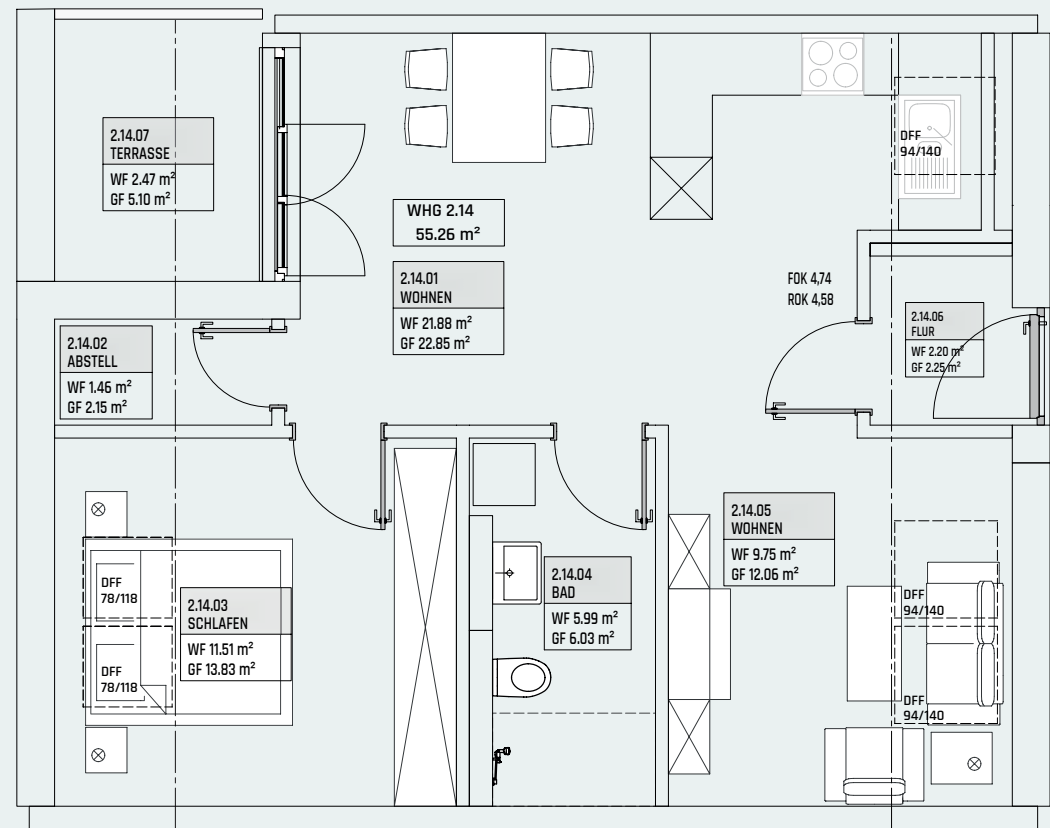 2.14.07
TERRASSE
WF 2.47 m²
GF 5.10 m²
DFF
94/140
WHG 2.14
55.26 m²
2.14.01
WOHNEN
WF 21.88 m²
GF 22.85 m²
FOK 4,74
ROK 4,58
2.14.06
FLUR
WF 2.20 m²
GF 2.25 m²
2.14.02
ABSTELL
WF 1.46 m²
GF 2.15 m²
2.14.05
WOHNEN
WF 9.75 m²
GF 12.06 m²
2.14.04
BAD
WF 5.99 m²
GF 6.03 m²
DFF
78/118
2.14.03
SCHLAFEN
WF 11.51 m²
GF 13.83 m²
DFF
94/140
DFF
78/118
DFF
94/140